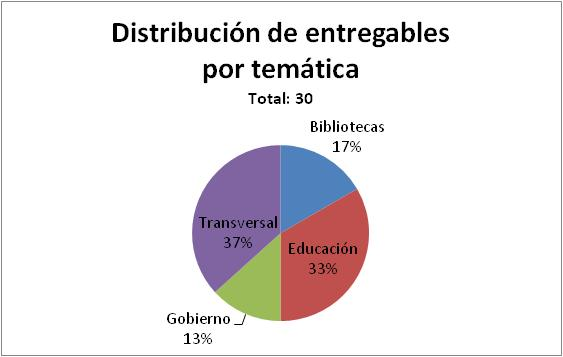 Distribución de entregables
por temática
Total: 30
Bibliotecas
17%
Transversal
37%
Educación
33%
Gobierno
13%